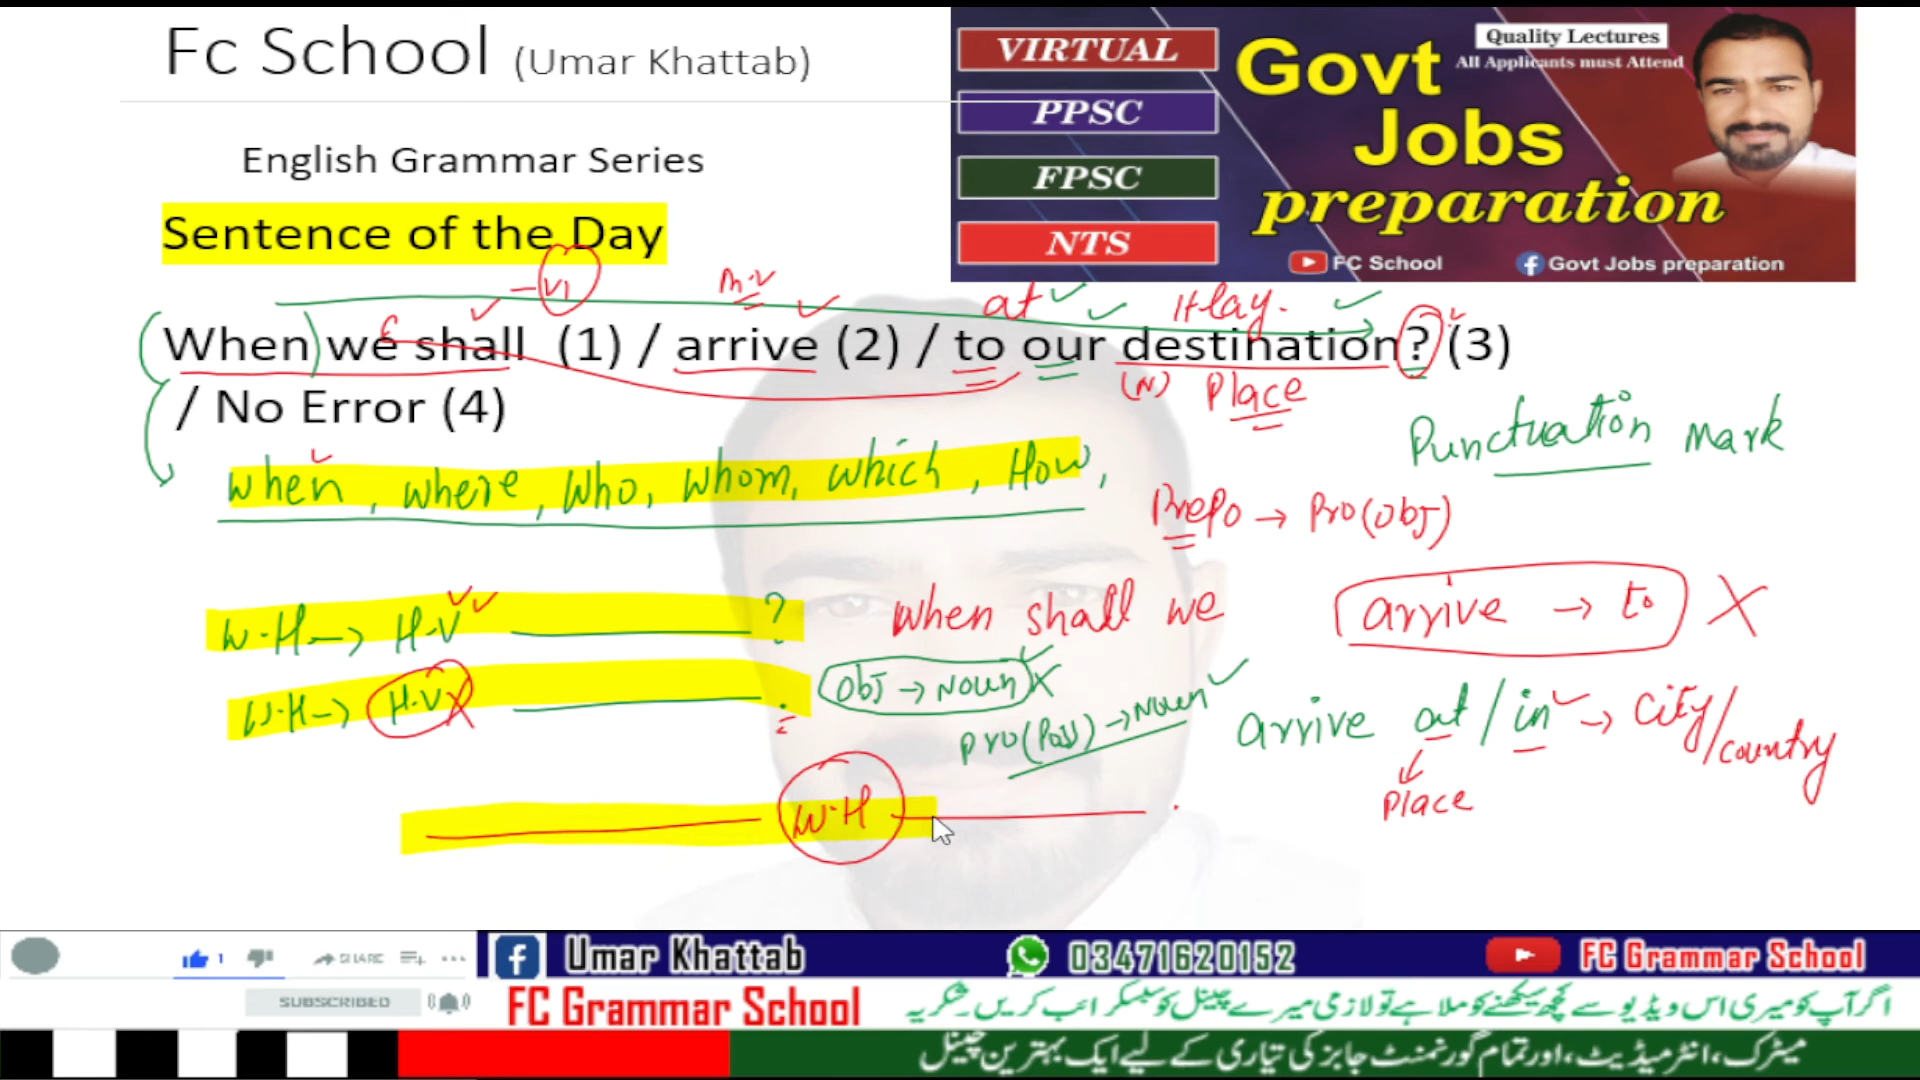 Fc School (Umar Khattab)
VIRTUAL
PPSC
FPSC
NTS
Quality Lectures
All Applicants must Attend
Govt
Jobs
preparation
FC School
Govt Jobs preparation
English Grammar Series
Sentence of the Day
V1
M.V
at
When we shall (1) / arrive (2) / to our destination? (3)
(N) Place
/ No Error (4)
Punctuation Mark
when, where, Who, Whom, which, How,
Prepo → Pro(obj)
W.H → H.V ?
When shall we
arrive → to X
W.H → H.V X .
obj → Noun X
pro(Poss) → Noun
arrive at / in → City/country
Place
W.H .
1
SHARE
SUBSCRIBED
Umar Khattab
03471620152
FC Grammar School
FC Grammar School
اگر آپ کو میری اس ویڈیو سے کچھ سیکھنے کو ملا ہے تو لازمی میرے چینل کو سبسکرائب کریں۔ شکریہ
میٹرک، انٹرمیڈیٹ، اور تمام گورنمنٹ جابز کی تیاری کے لیے ایک بہترین چینل